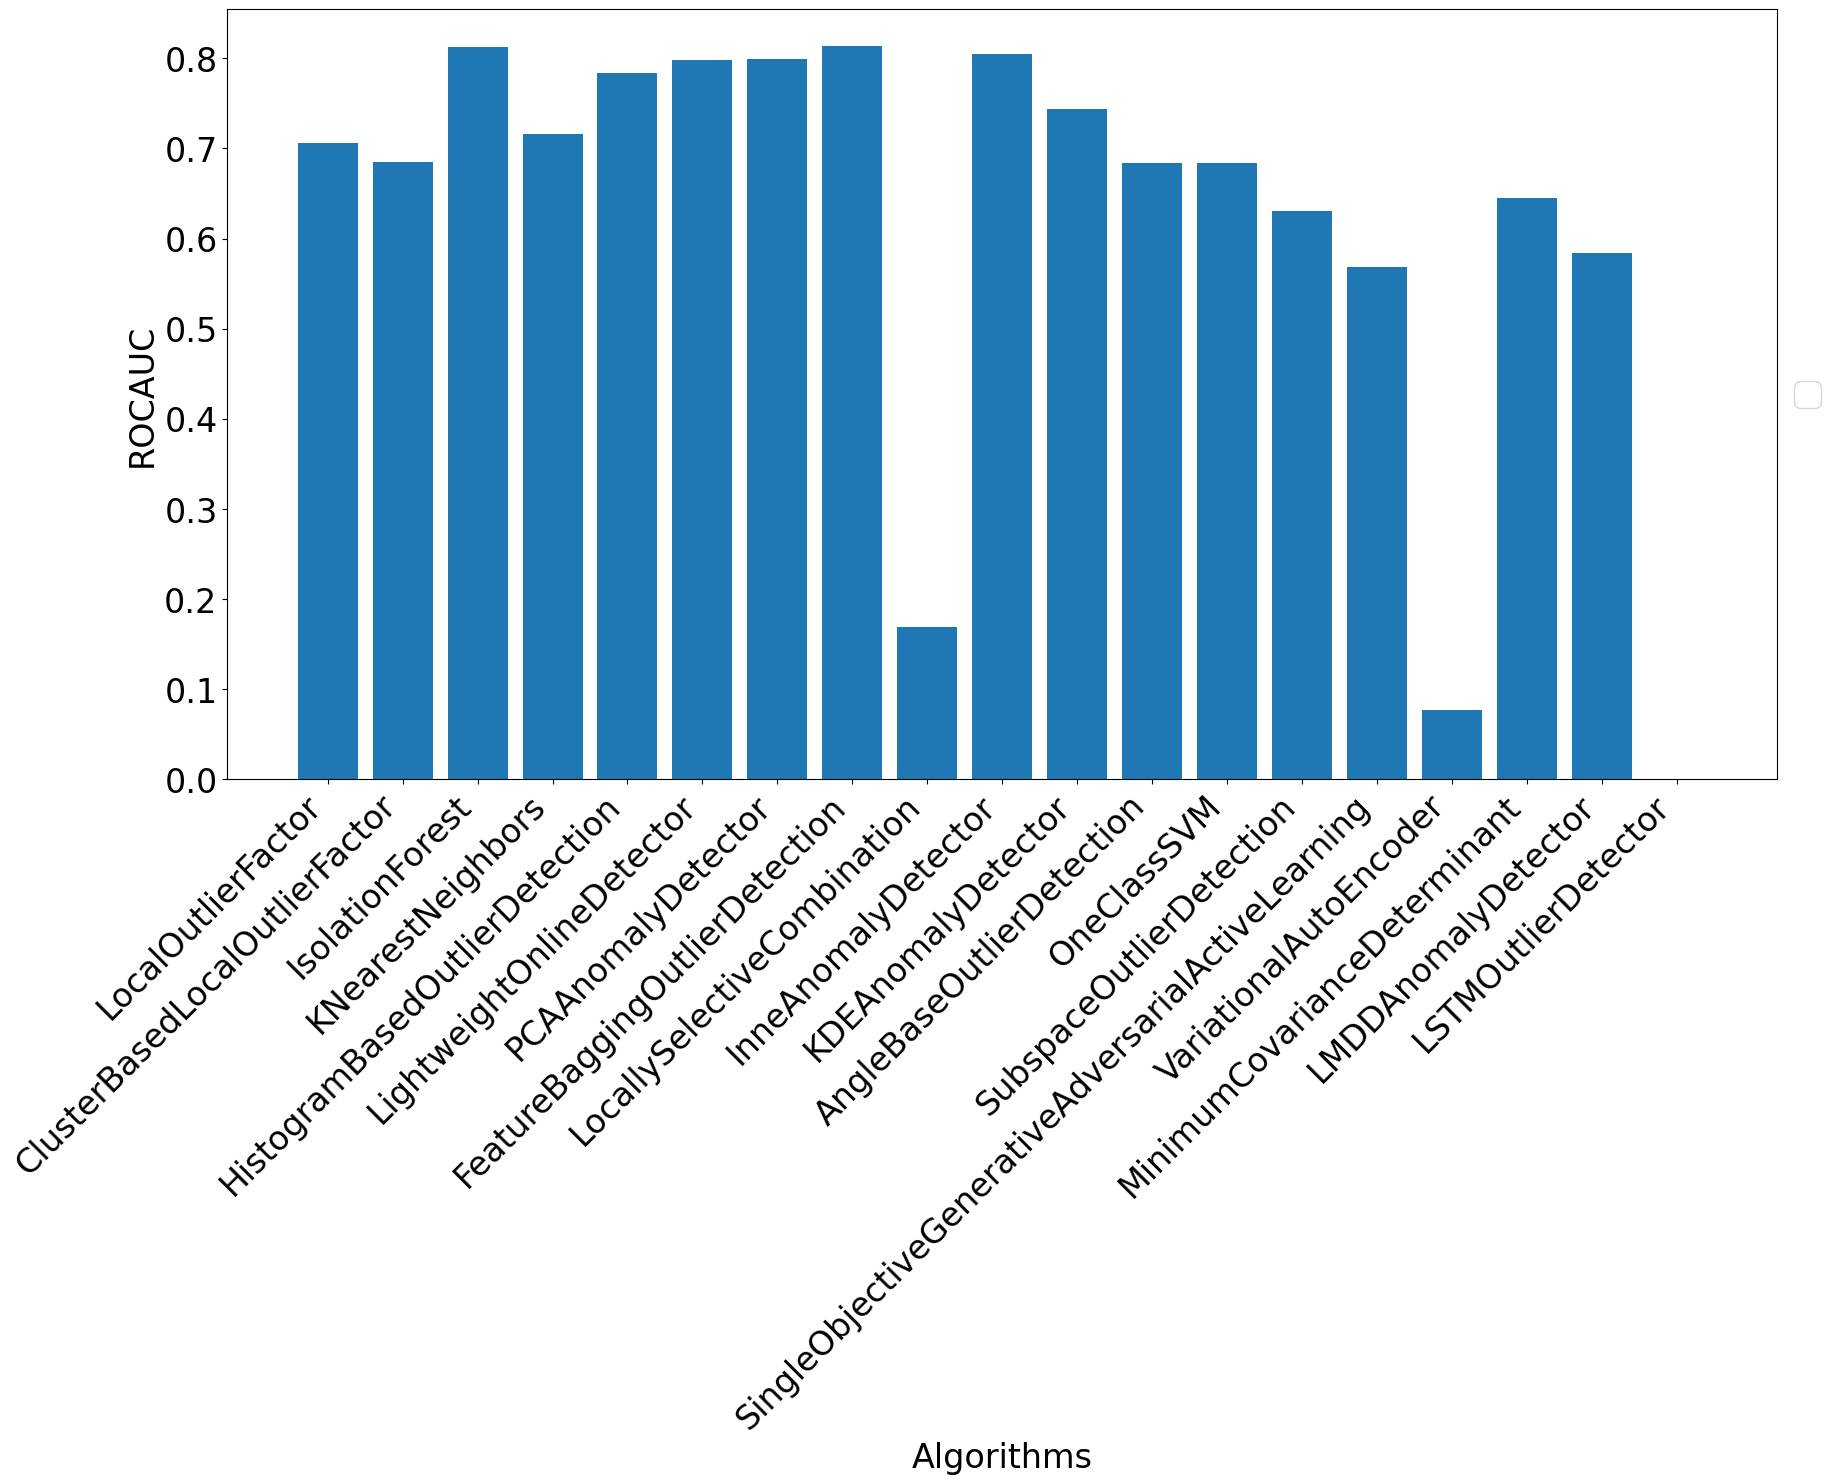 0.8
0.7
0.6
0.5
0.4
0.3
0.2
0.1
0.0
ROCAUC
LocalOutlierFactor
ClusterBasedLocalOutlierFactor
IsolationForest
KNearestNeighbors
HistogramBasedOutlierDetection
LightweightOnlineDetector
PCAAnomalyDetector
FeatureBaggingOutlierDetection
LocallySelectiveCombination
InneAnomalyDetector
KDEAnomalyDetector
AngleBaseOutlierDetection
OneClassSVM
SubspaceOutlierDetection
SingleObjectiveGenerativeAdversarialActiveLearning
VariationalAutoEncoder
MinimumCovarianceDeterminant
LMDDAnomalyDetector
LSTMOutlierDetector
Algorithms